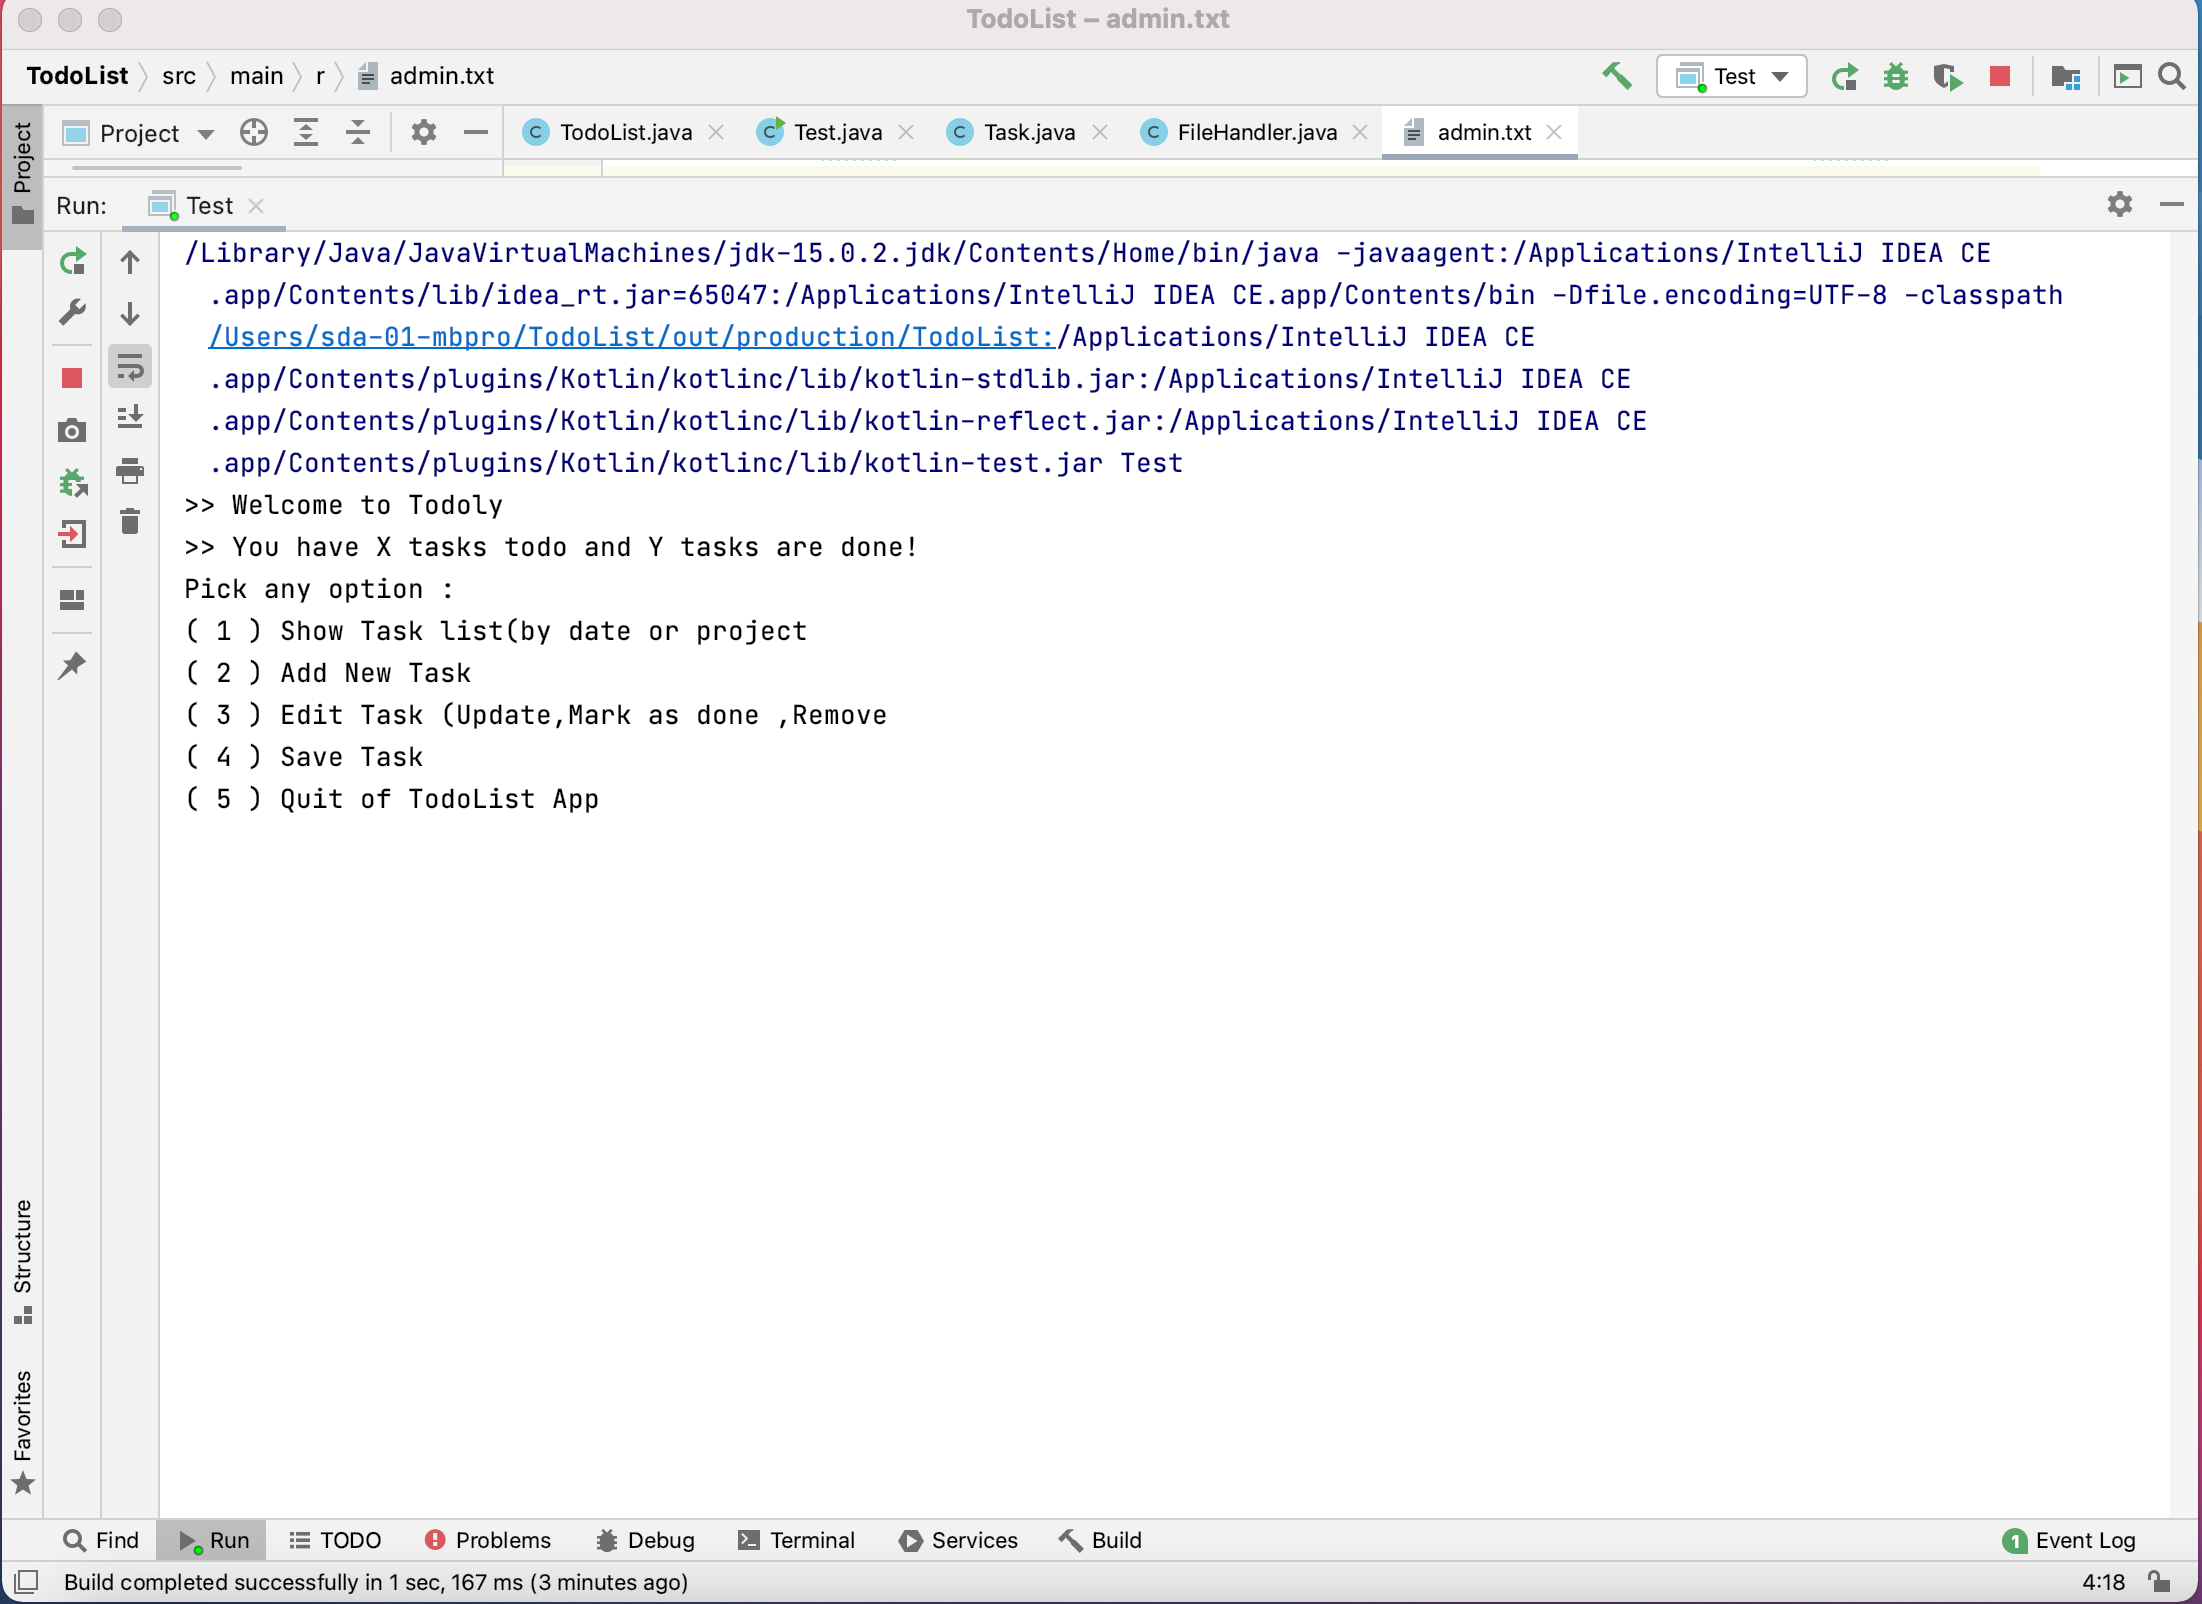 TodoList – admin.txt
TodoList src main r admin.txt Test
Project TodoList.java Test.java Task.java FileHandler.java admin.txt
Project
Run: Test
/Library/Java/JavaVirtualMachines/jdk-15.0.2.jdk/Contents/Home/bin/java -javaagent:/Applications/IntelliJ IDEA CE
.app/Contents/lib/idea_rt.jar=65047:/Applications/IntelliJ IDEA CE.app/Contents/bin -Dfile.encoding=UTF-8 -classpath
/Users/sda-01-mbpro/TodoList/out/production/TodoList:/Applications/IntelliJ IDEA CE
.app/Contents/plugins/Kotlin/kotlinc/lib/kotlin-stdlib.jar:/Applications/IntelliJ IDEA CE
.app/Contents/plugins/Kotlin/kotlinc/lib/kotlin-reflect.jar:/Applications/IntelliJ IDEA CE
.app/Contents/plugins/Kotlin/kotlinc/lib/kotlin-test.jar Test
>> Welcome to Todoly
>> You have X tasks todo and Y tasks are done!
Pick any option :
( 1 ) Show Task list(by date or project
( 2 ) Add New Task
( 3 ) Edit Task (Update,Mark as done ,Remove
( 4 ) Save Task
( 5 ) Quit of TodoList App
Structure
Favorites
Find Run TODO Problems Debug Terminal Services Build 1 Event Log
Build completed successfully in 1 sec, 167 ms (3 minutes ago) 4:18